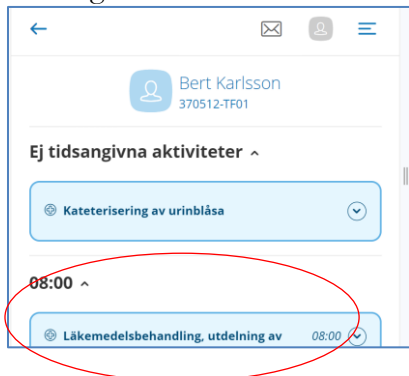 Bert Karlsson
370512-TF01
Ej tidsangivna aktiviteter
Kateterisering av urinblåsa
08:00
Läkemedelsbehandling, utdelning av 08:00